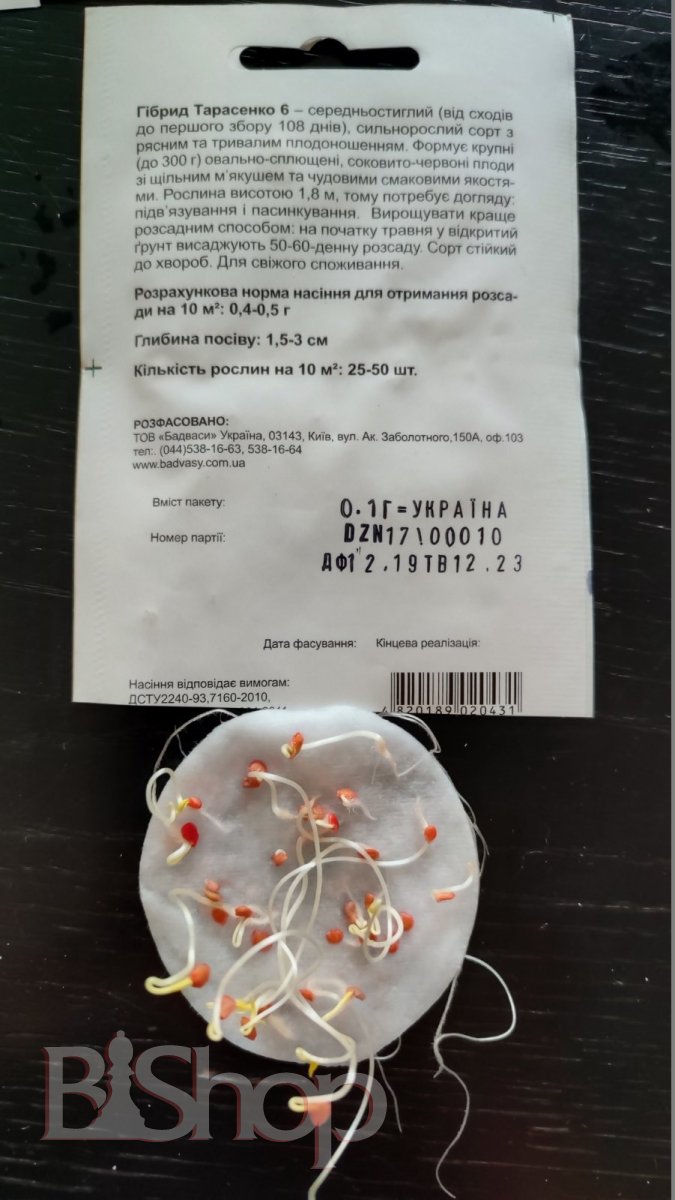 Гібрид Тарасенко 6 – середньостиглий (від сходів
до першого збору 108 днів), сильнорослий сорт з
рясним та тривалим плодоношенням. Формує крупні
(до 300 г) овально-сплющені, соковито-червоні плоди
зі щільним м'якушем та чудовими смаковими якостя-
ми. Рослина висотою 1,8 м, тому потребує догляду:
підв'язування і пасинкування. Вирощувати краще
розсадним способом: на початку травня у відкритий
ґрунт висаджують 50-60-денну розсаду. Сорт стійкий
до хвороб. Для свіжого споживання.
Розрахункова норма насіння для отримання розса-
ди на 10 м²: 0,4-0,5 г
Глибина посіву: 1,5-3 см
Кількість рослин на 10 м²: 25-50 шт.
РОЗФАСОВАНО:
ТОВ «Бадваси» Україна, 03143, Київ, вул. Ак. Заболотного,150А, оф.103
тел:. (044)538-16-63, 538-16-64
www.badvasy.com.ua
Вміст пакету: 0.1Г=УКРАЇНА
Номер партії: DZN17\00010
ДФ12.19ТВ12.23
Дата фасування: Кінцева реалізація:
Насіння відповідає вимогам:
ДСТУ2240-93,7160-2010,
4 820189 020431
BiShop